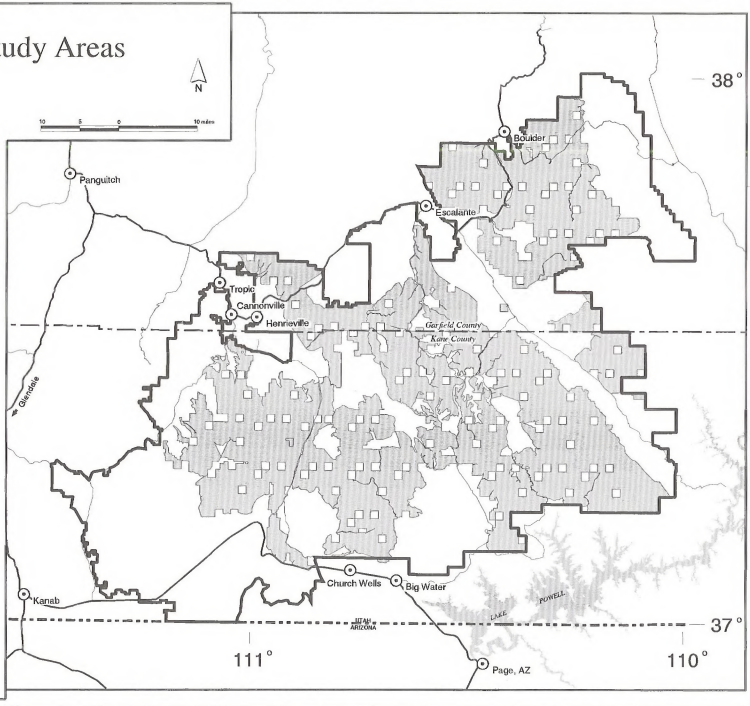 udy Areas
N
10 5 0 10 miles
38°
Boulder
Panguitch
Escalante
Tropic
Cannonville
Henrieville
Garfield County
Kane County
Glendale
Church Wells
Big Water
Kanab
LAKE POWELL
UTAH
ARIZONA
37°
111°
110°
Page, AZ